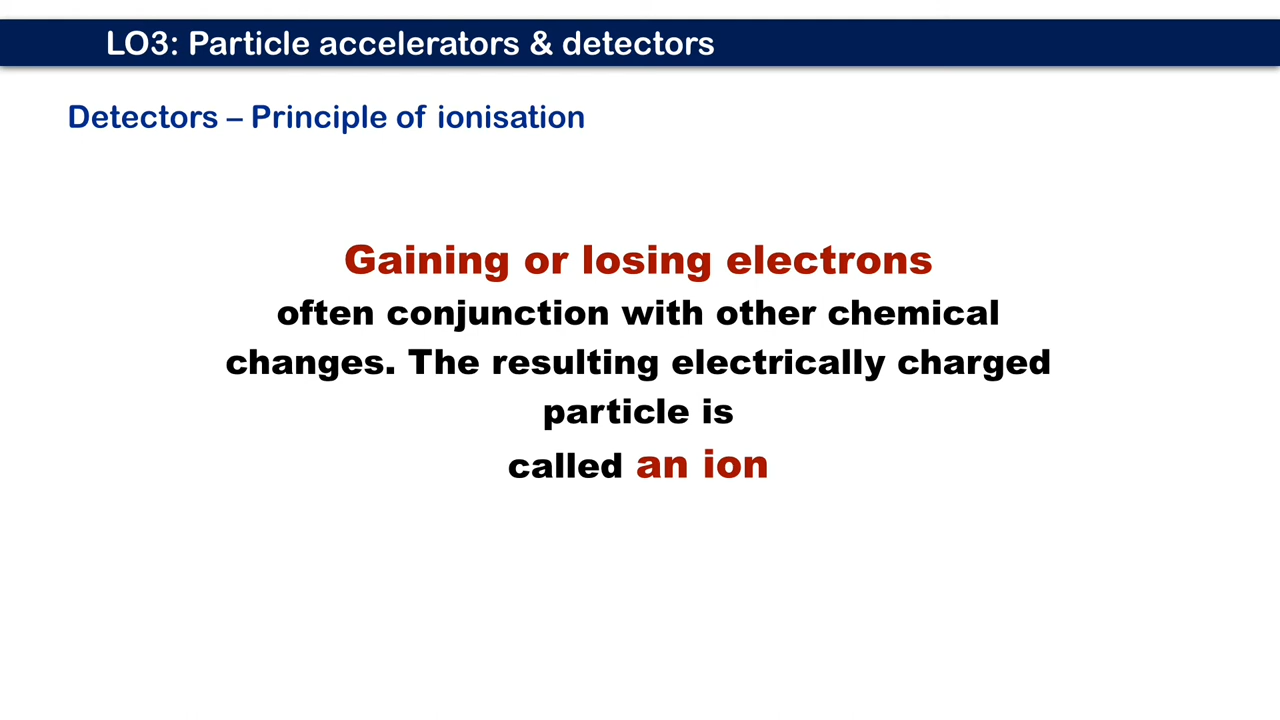 LO3: Particle accelerators & detectors
Detectors – Principle of ionisation
Gaining or losing electrons
often conjunction with other chemical
changes. The resulting electrically charged
particle is
called an ion